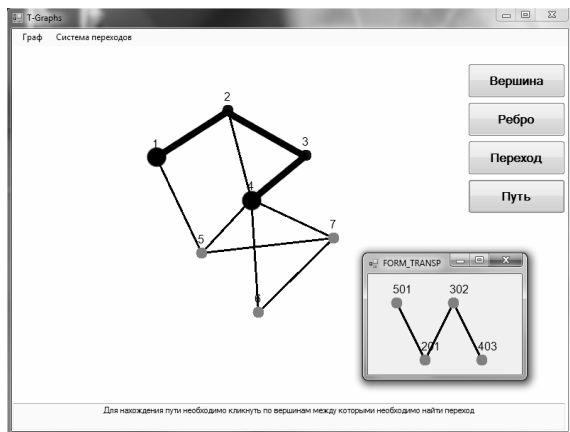 T-Graphs
Граф Система переходов
Вершина
Ребро
Переход
Путь
2
1
3
4
7
5
6
FORM_TRANSP
501 302
201 403
Для нахождения пути необходимо кликнуть по вершинам между которыми необходимо найти переход